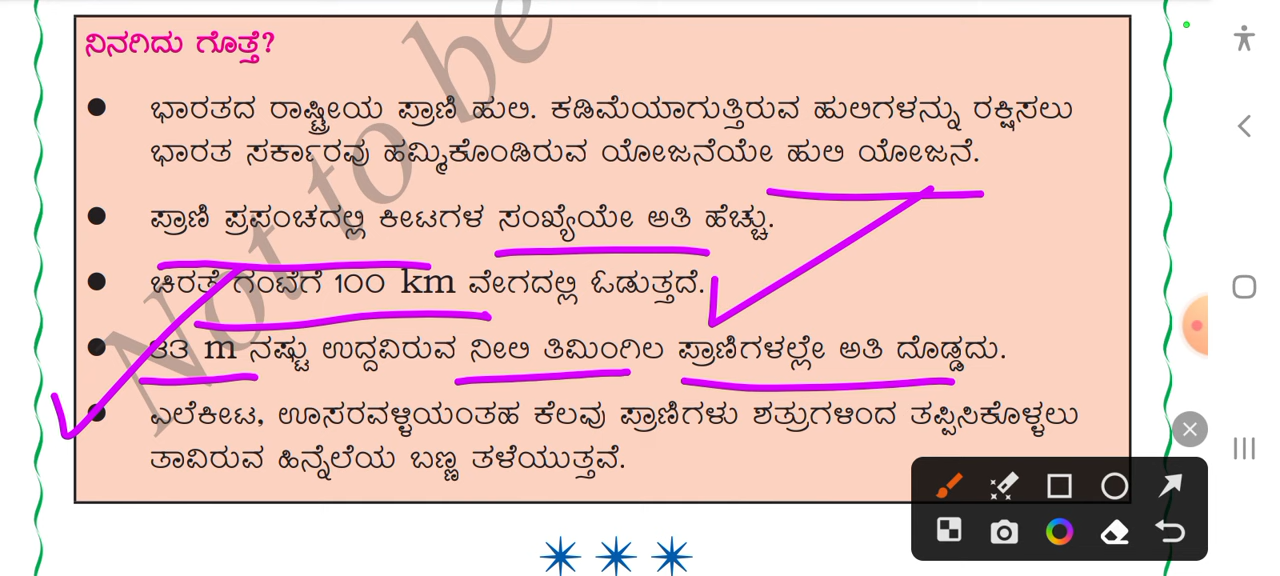 ನಿನಗಿದು ಗೊತ್ತೆ?
● ಭಾರತದ ರಾಷ್ಟ್ರೀಯ ಪ್ರಾಣಿ ಹುಲಿ. ಕಡಿಮೆಯಾಗುತ್ತಿರುವ ಹುಲಿಗಳನ್ನು ರಕ್ಷಿಸಲು
ಭಾರತ ಸರ್ಕಾರವು ಹಮ್ಮಿಕೊಂಡಿರುವ ಯೋಜನೆಯೇ ಹುಲಿ ಯೋಜನೆ.
● ಪ್ರಾಣಿ ಪ್ರಪಂಚದಲ್ಲಿ ಕೀಟಗಳ ಸಂಖ್ಯೆಯೇ ಅತಿ ಹೆಚ್ಚು.
● ಚಿರತೆ ಗಂಟೆಗೆ 100 km ವೇಗದಲ್ಲಿ ಓಡುತ್ತದೆ.
● 33 m ನಷ್ಟು ಉದ್ದವಿರುವ ನೀಲಿ ತಿಮಿಂಗಿಲ ಪ್ರಾಣಿಗಳಲ್ಲೇ ಅತಿ ದೊಡ್ಡದು.
● ಎಲೆಕೀಟ, ಊಸರವಳ್ಳಿಯಂತಹ ಕೆಲವು ಪ್ರಾಣಿಗಳು ಶತ್ರುಗಳಿಂದ ತಪ್ಪಿಸಿಕೊಳ್ಳಲು
ತಾವಿರುವ ಹಿನ್ನೆಲೆಯ ಬಣ್ಣ ತಳೆಯುತ್ತವೆ.
Not to be